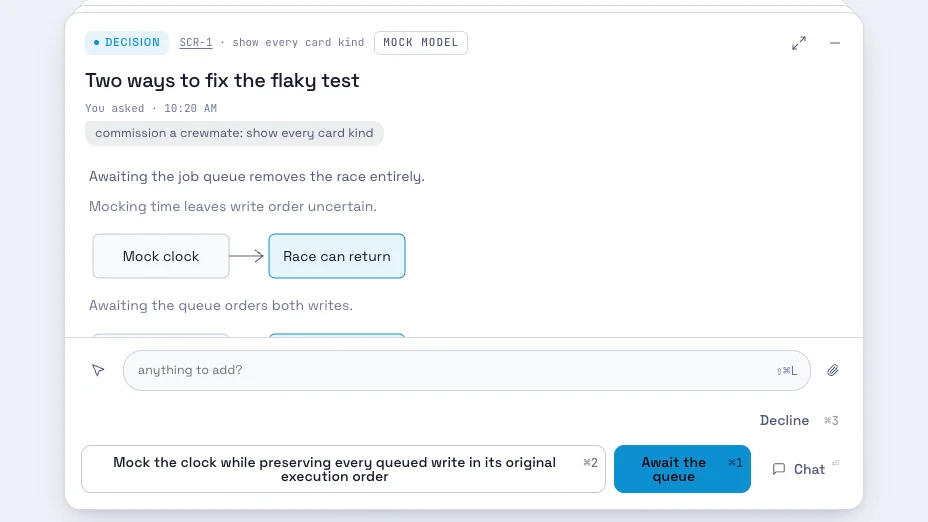 • DECISION SCR-1 · show every card kind MOCK MODEL
Two ways to fix the flaky test
You asked · 10:20 AM
commission a crewmate: show every card kind
Awaiting the job queue removes the race entirely.
Mocking time leaves write order uncertain.
Mock clock Race can return
Awaiting the queue orders both writes.
anything to add? ⇧⌘L
Decline ⌘3
Mock the clock while preserving every queued write in its original ⌘2
execution order
Await the ⌘1
queue
Chat ⏎